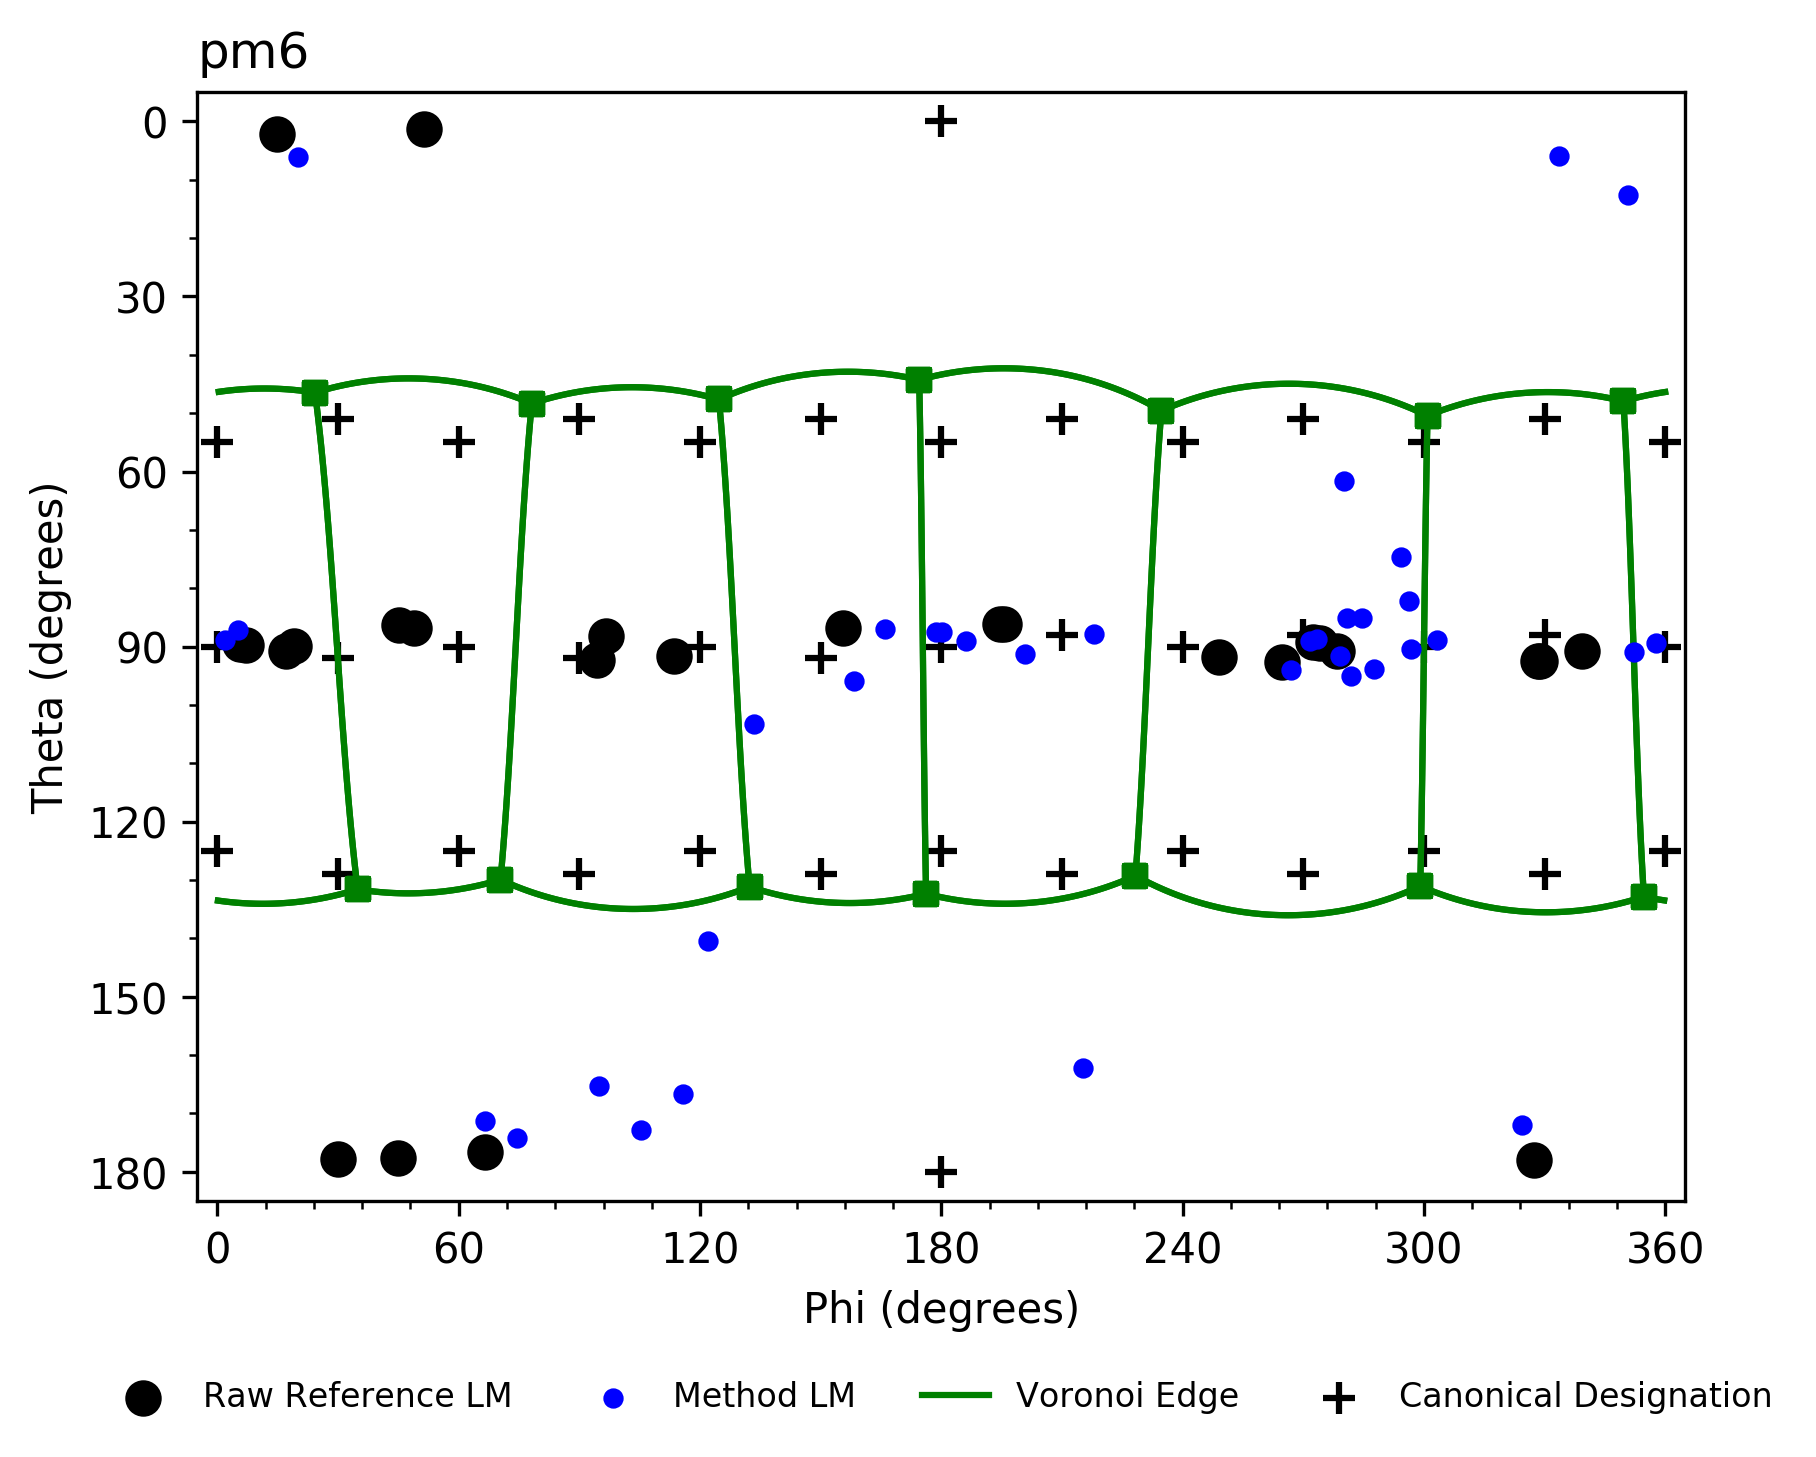 pm6
0
30
60
90
120
150
180
Theta (degrees)
0 60 120 180 240 300 360
Phi (degrees)
Raw Reference LM Method LM Voronoi Edge Canonical Designation